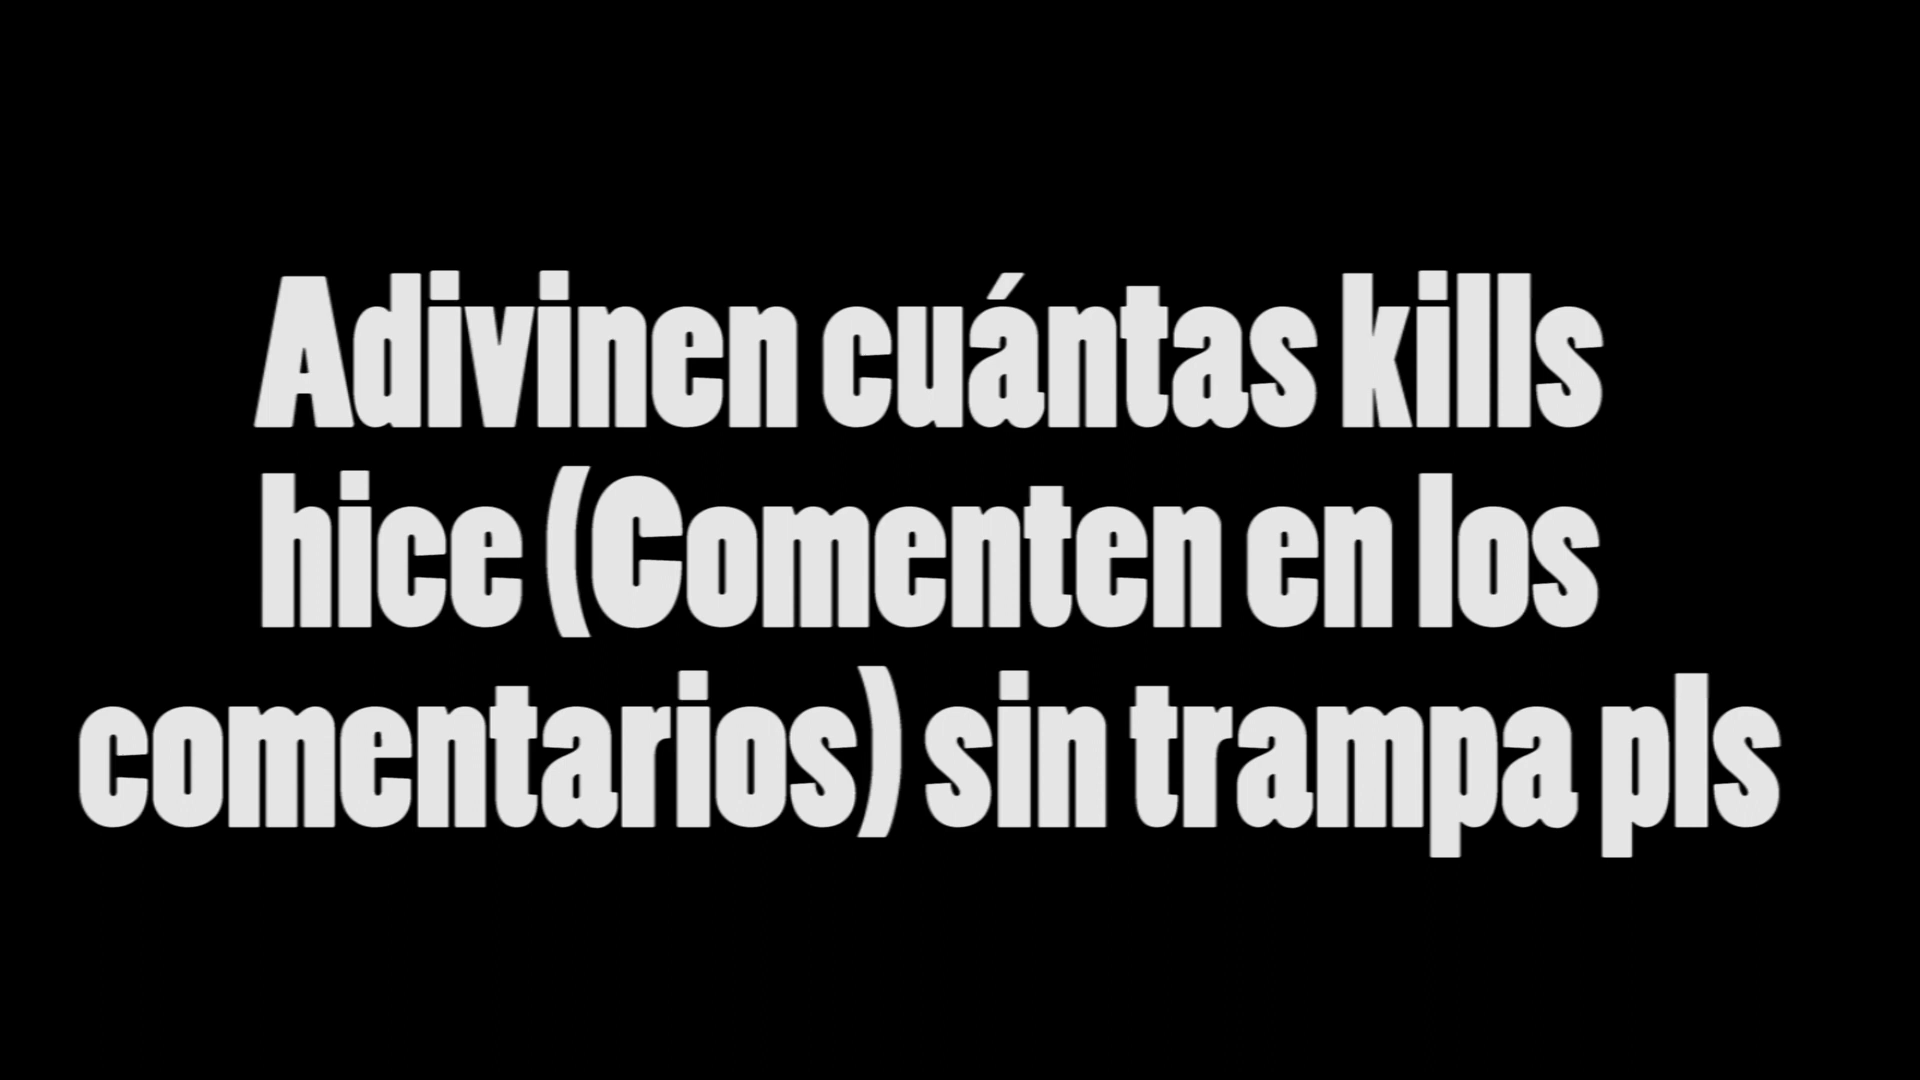 Adivinen cuántas kills
hice (Comenten en los
comentarios) sin trampa pls